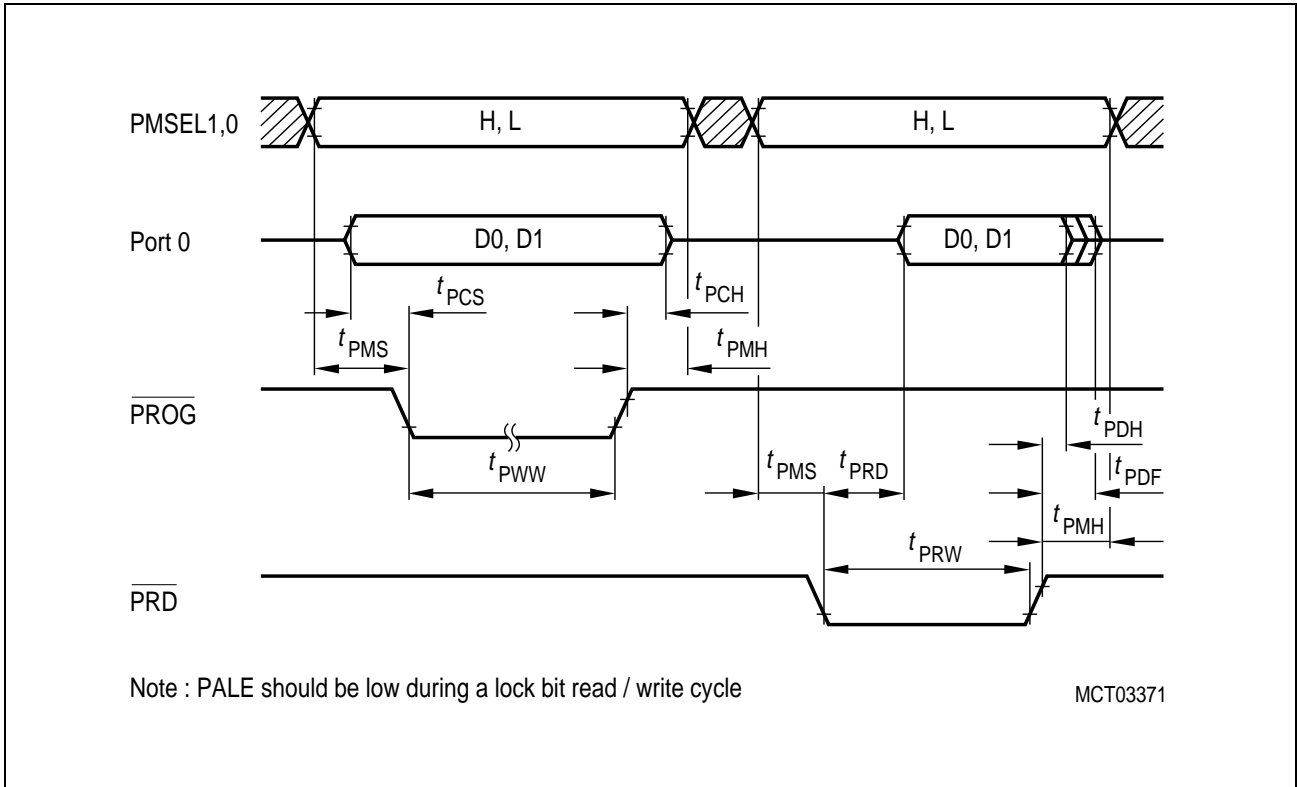 PMSEL1,0
H, L
H, L
Port 0
D0, D1
D0, D1
tPCS
tPCH
tPMS
tPMH
PROG
tPWW
tPMS
tPRD
tPDH
tPDF
tPMH
tPRW
PRD
Note : PALE should be low during a lock bit read / write cycle
MCT03371